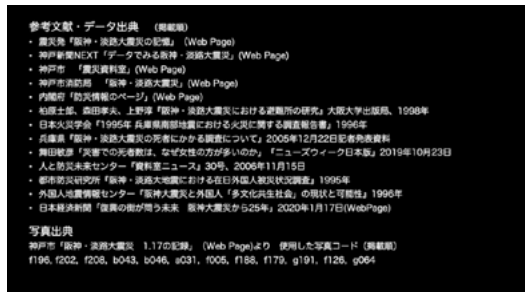 参考文献・データ出典 （掲載順）
・ 震災発「阪神・淡路大震災の記憶」（Web Page）
・ 神戸新聞NEXT「データでみる阪神・淡路大震災」(Web Page)
・ 神戸市 「震災資料室」(Web Page)
・ 神戸市消防局 「阪神・淡路大震災」(Web Page)
・ 内閣府「防災情報のページ」(Web Page)
・ 柏原士郎、森田孝夫、上野淳『阪神・淡路大震災における避難所の研究』大阪大学出版局、1998年
・ 日本火災学会『1995年 兵庫県南部地震における火災に関する調査報告書』1996年
・ 兵庫県「阪神・淡路大震災の死者にかかる調査について」2005年12月22日記者発表資料
・ 舞田敏彦「災害での死者数は、なぜ女性の方が多いのか」『ニューズウィーク日本版』2019年10月23日
・ 人と防災未来センター『資料室ニュース』30号、2006年11月15日
・ 都市防災研究所『阪神・淡路大地震における在日外国人被災状況調査』1995年
・ 外国人地震情報センター『阪神大震災と外国人「多文化共生社会」の現状と可能性』1996年
・ 日本経済新聞「復興の街が問う未来 阪神大震災から25年」2020年1月17日(WebPage)
写真出典
神戸市「阪神・淡路大震災 1.17の記録」（Web Page)より 使用した写真コード（掲載順）
f196, f202, f208, b043, b046, a031, f005, f188, f179, g191, f126, g064